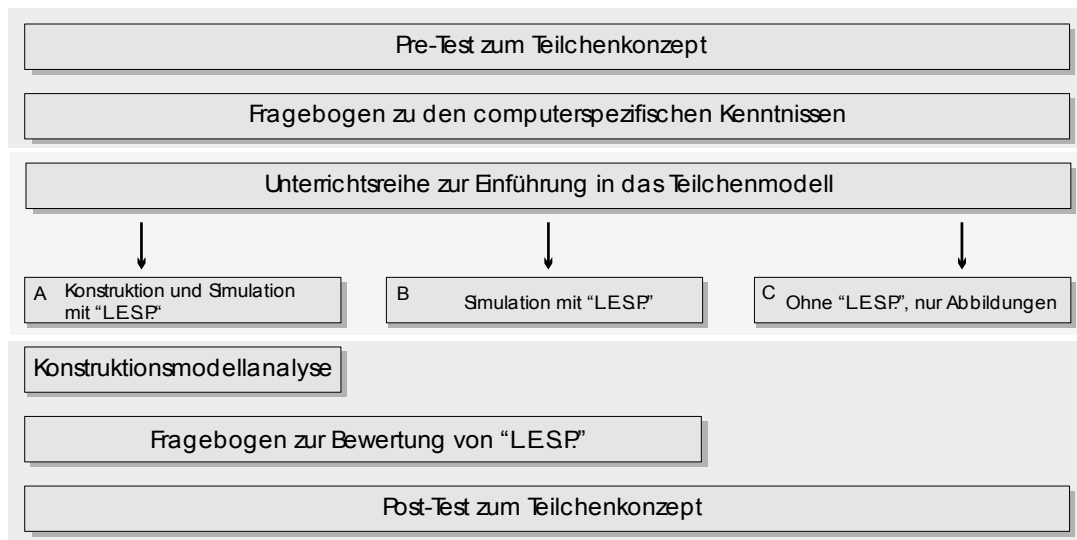 Pre-Test zum Teilchenkonzept
Fragebogen zu den computerspezifischen Kenntnissen
Unterrichtsreihe zur Einführung in das Teilchenmodell
A Konstruktion und Simulation
mit “L.E.S.P.“
B Simulation mit “L.E.S.P.”
C Ohne “L.E.S.P.”, nur Abbildungen
Konstruktionsmodellanalyse
Fragebogen zur Bewertung von “L.E.S.P.”
Post-Test zum Teilchenkonzept